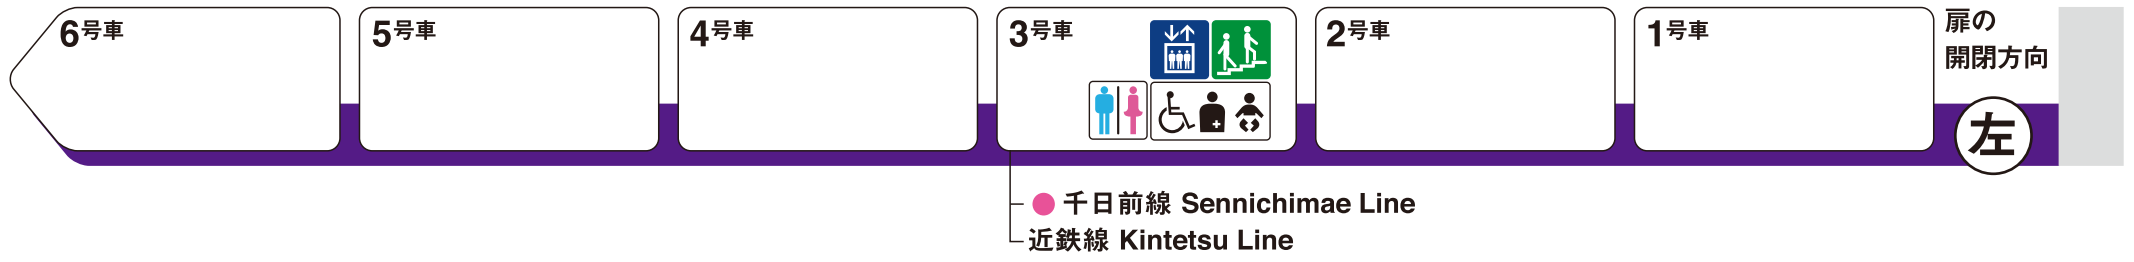 6号車
5号車
4号車
3号車
2号車
1号車
扉の
開閉方向
左
千日前線 Sennichimae Line
近鉄線 Kintetsu Line